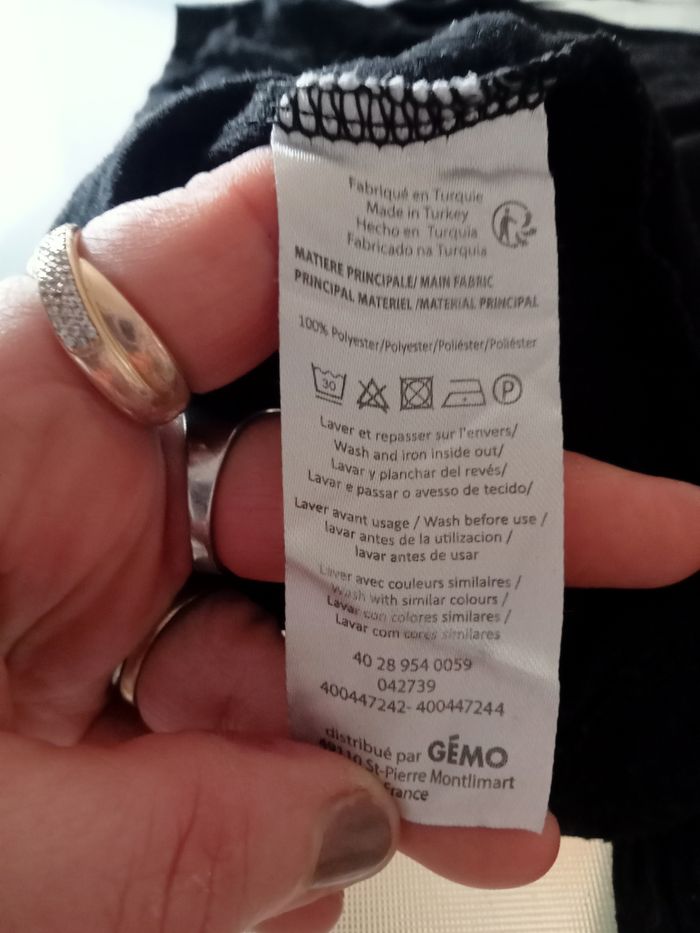 Fabriqué en Turquie
Made in Turkey
Hecho en Turquia
Fabricado na Turquia
MATIERE PRINCIPALE/ MAIN FABRIC
PRINCIPAL MATERIEL /MATERIAL PRINCIPAL
100% Polyester/Polyester/Poliéster/Poliéster
30
P
Laver et repasser sur l'envers/
Wash and iron inside out/
Lavar y planchar del revés/
Lavar e passar o avesso de tecido/
Laver avant usage / Wash before use /
lavar antes de la utilizacion /
lavar antes de usar
Laver avec couleurs similaires /
Wash with similar colours /
Lavar con colores similares /
Lavar com cores similares
40 28 954 0059
042739
400447242- 400447244
distribué par GÉMO
49110 St-Pierre Montlimart
France